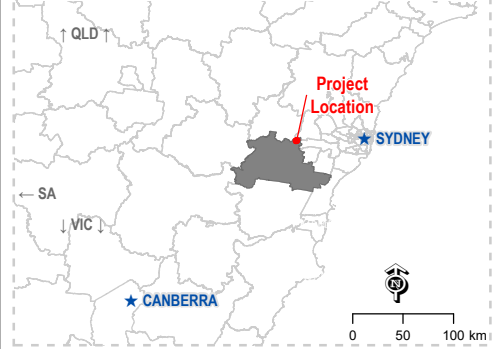 ↑ QLD ↑
Project
Location
SYDNEY
← SA
↓ VIC ↓
CANBERRA
N
0 50 100 km